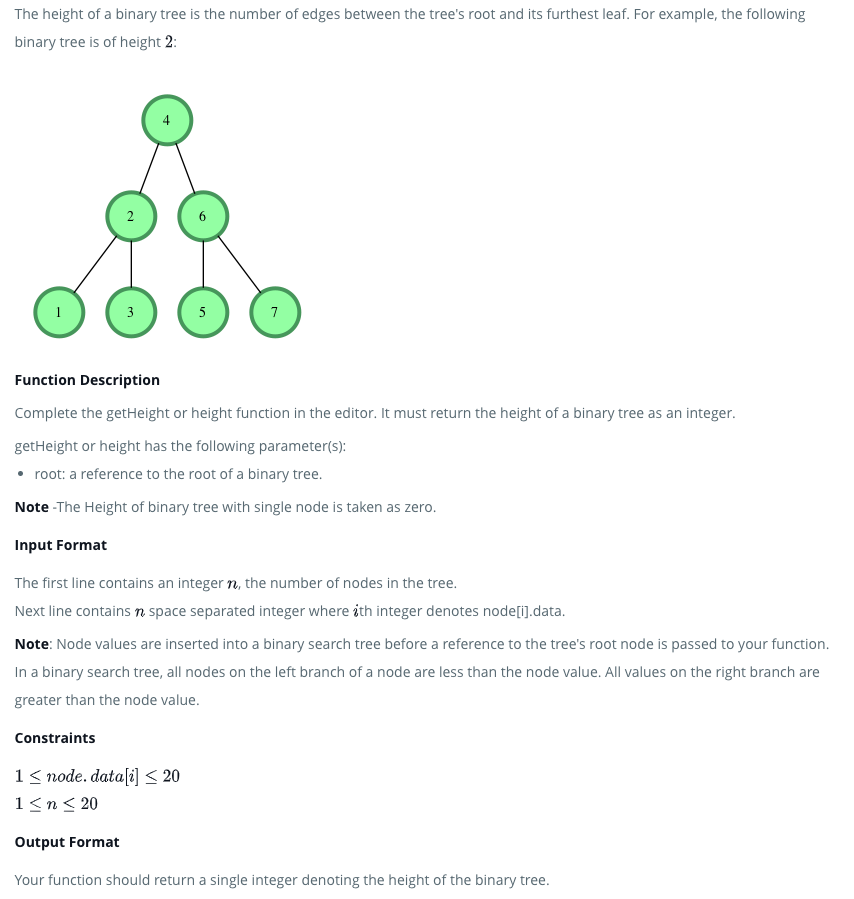 The height of a binary tree is the number of edges between the tree's root and its furthest leaf. For example, the following
binary tree is of height 2:
4
2 6
1 3 5 7
Function Description
Complete the getHeight or height function in the editor. It must return the height of a binary tree as an integer.
getHeight or height has the following parameter(s):
• root: a reference to the root of a binary tree.
Note -The Height of binary tree with single node is taken as zero.
Input Format
The first line contains an integer n, the number of nodes in the tree.
Next line contains n space separated integer where ith integer denotes node[i].data.
Note: Node values are inserted into a binary search tree before a reference to the tree's root node is passed to your function.
In a binary search tree, all nodes on the left branch of a node are less than the node value. All values on the right branch are
greater than the node value.
Constraints
1 ≤ node.data[i] ≤ 20
1 ≤ n ≤ 20
Output Format
Your function should return a single integer denoting the height of the binary tree.